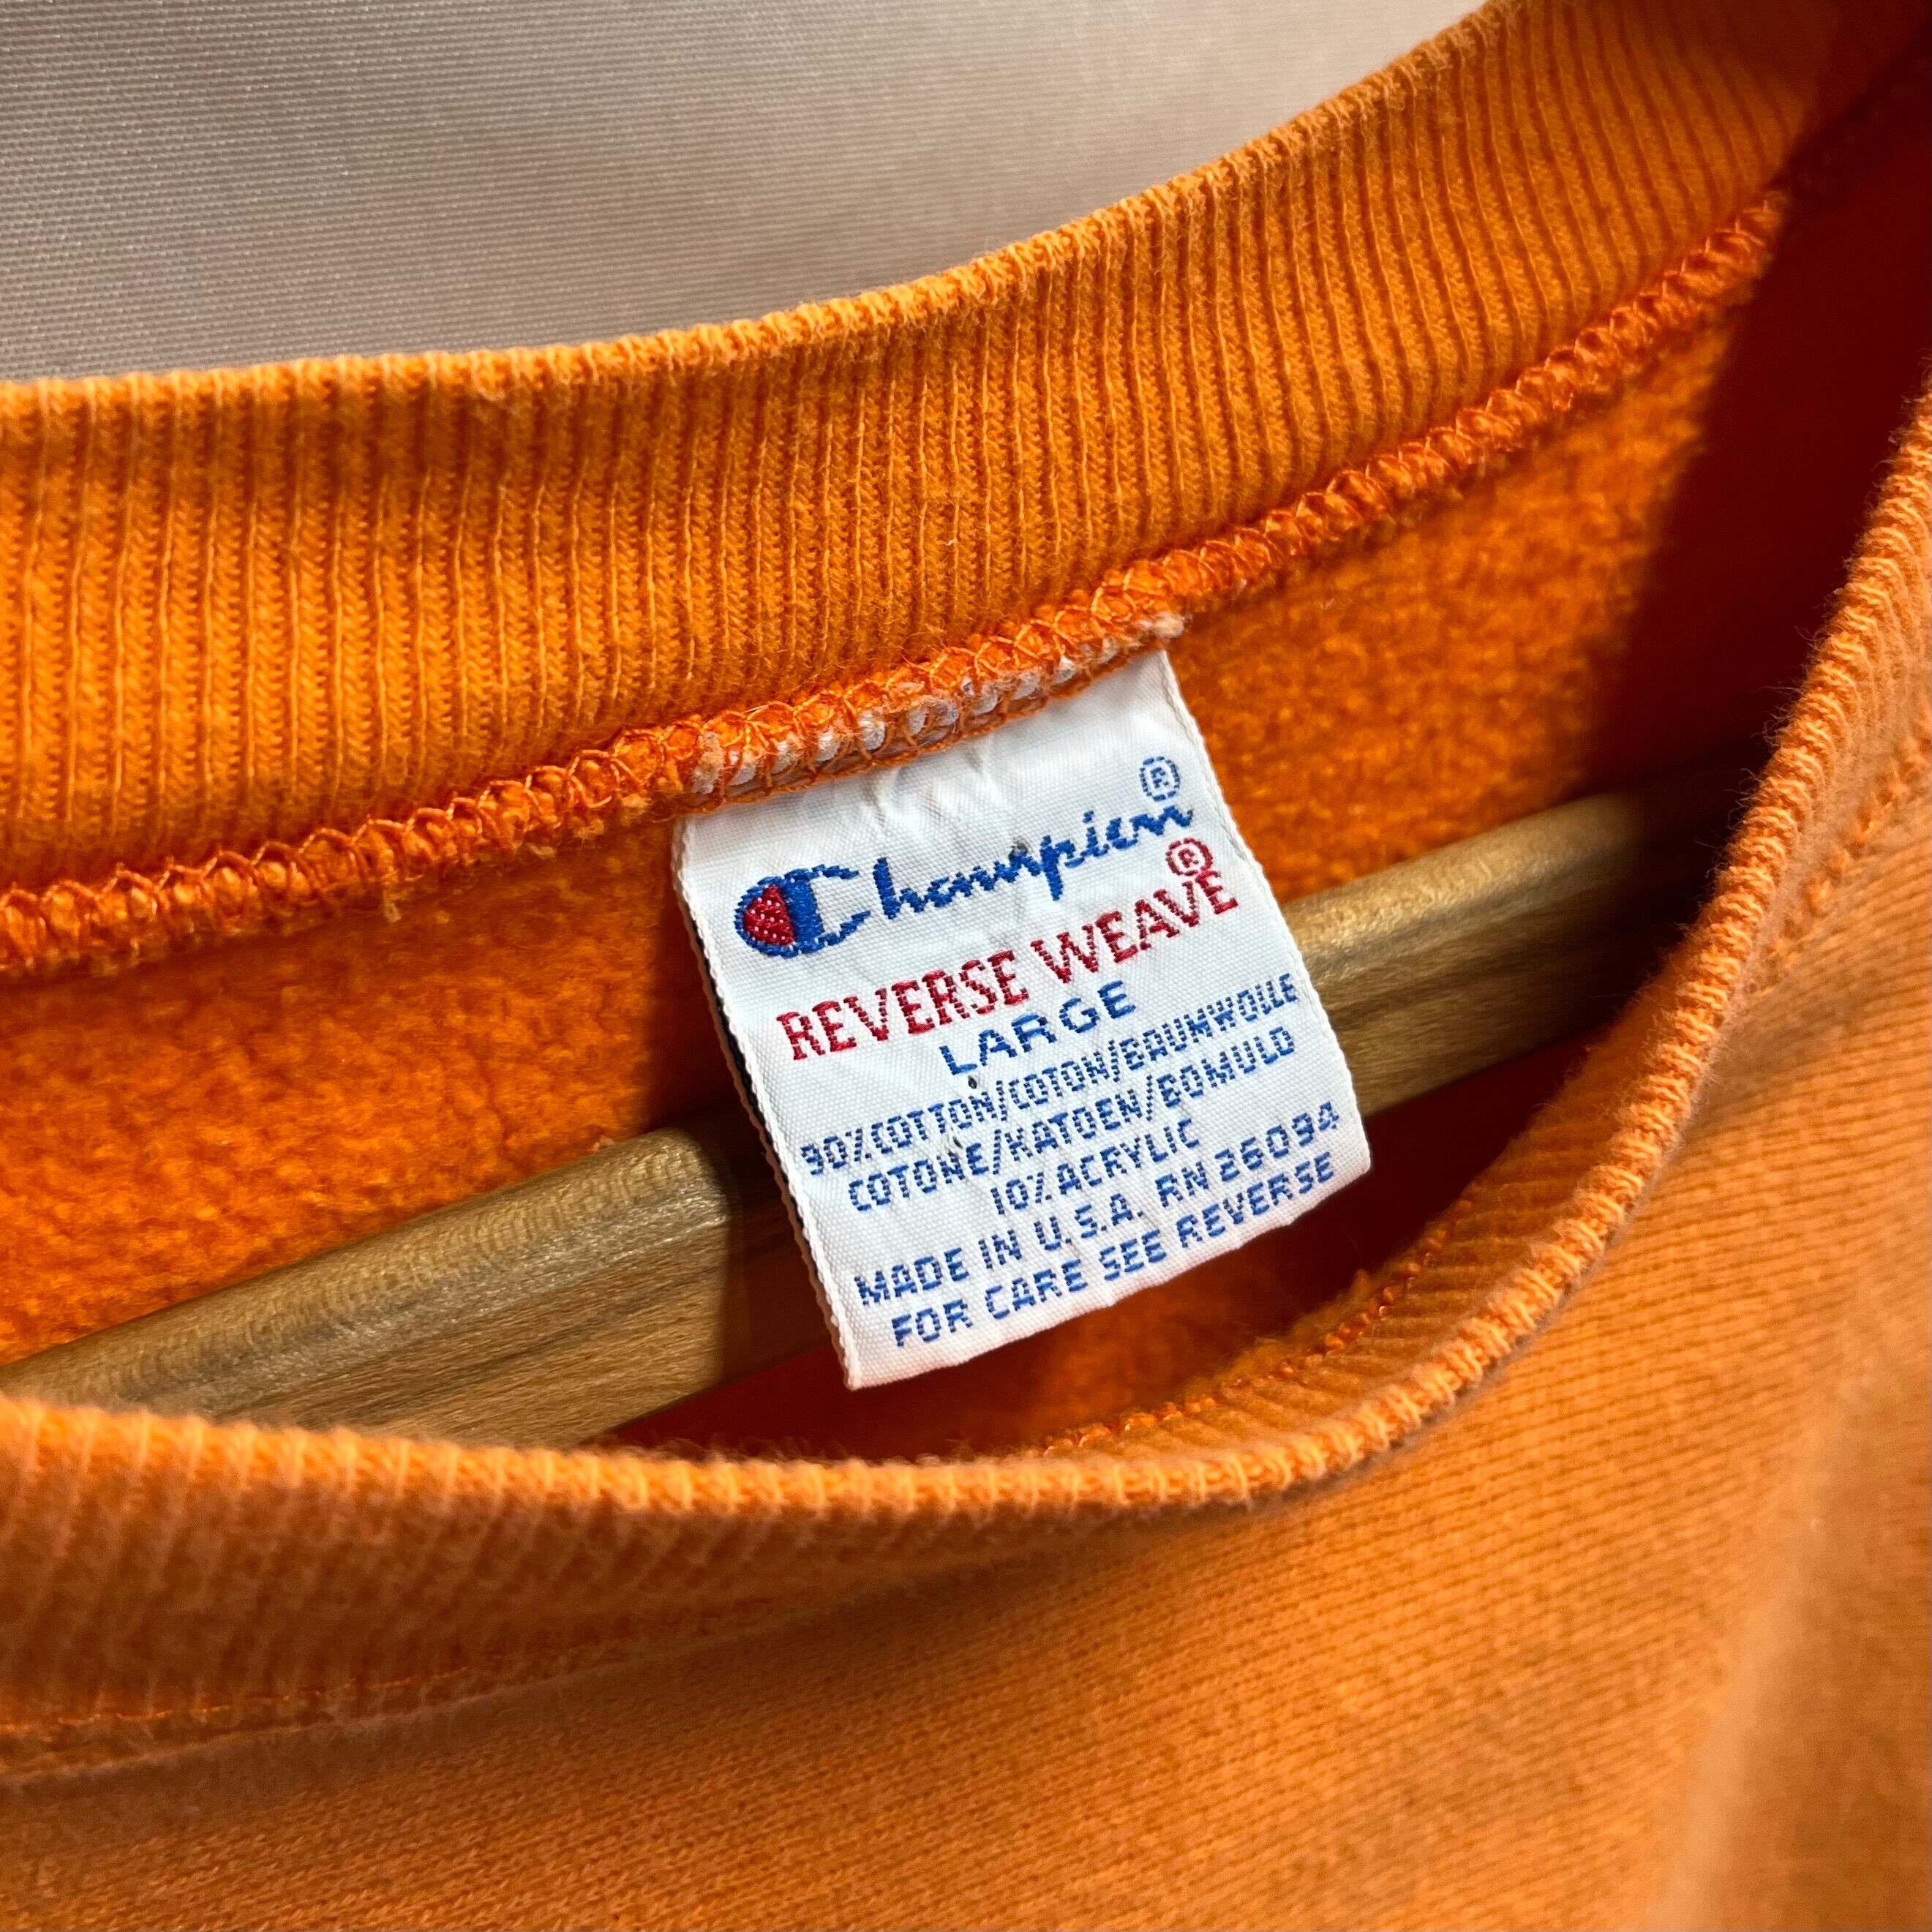 Champion®
REVERSE WEAVE®
LARGE
90% COTTON/COTON/BAUMWOLLE
COTONE/KATOEN/BOMULD
10% ACRYLIC
MADE IN U.S.A. RN 26094
FOR CARE SEE REVERSE